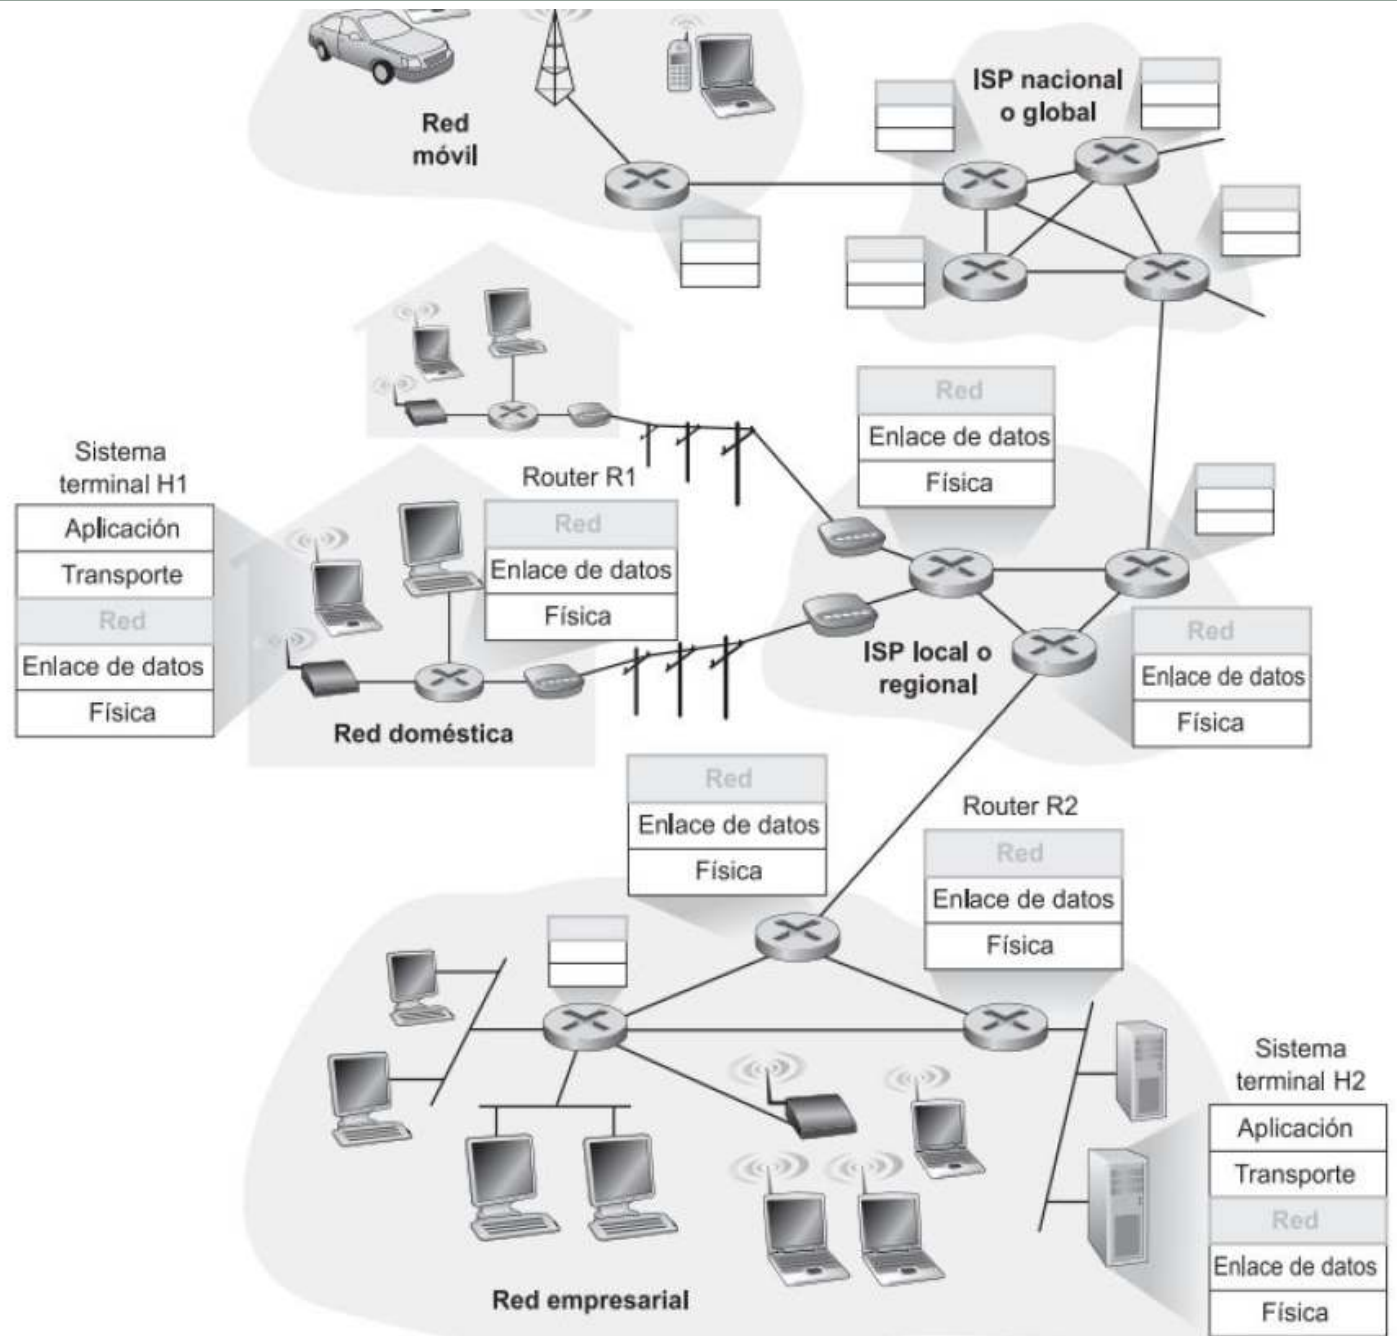 ISP nacional
o global
Red
móvil
Red
Enlace de datos
Física
Sistema
terminal H1
Aplicación
Transporte
Red
Enlace de datos
Física
Router R1
Red
Enlace de datos
Física
Red doméstica
ISP local o
regional
Red
Enlace de datos
Física
Red
Enlace de datos
Física
Router R2
Red
Enlace de datos
Física
Sistema
terminal H2
Aplicación
Transporte
Red
Enlace de datos
Física
Red empresarial